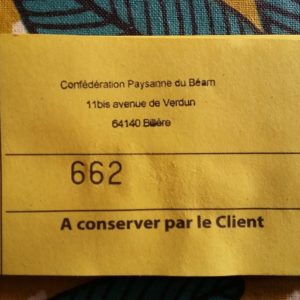 Confédération Paysanne du Béarn
11bis avenue de Verdun
64140 Billère
662
A conserver par le Client